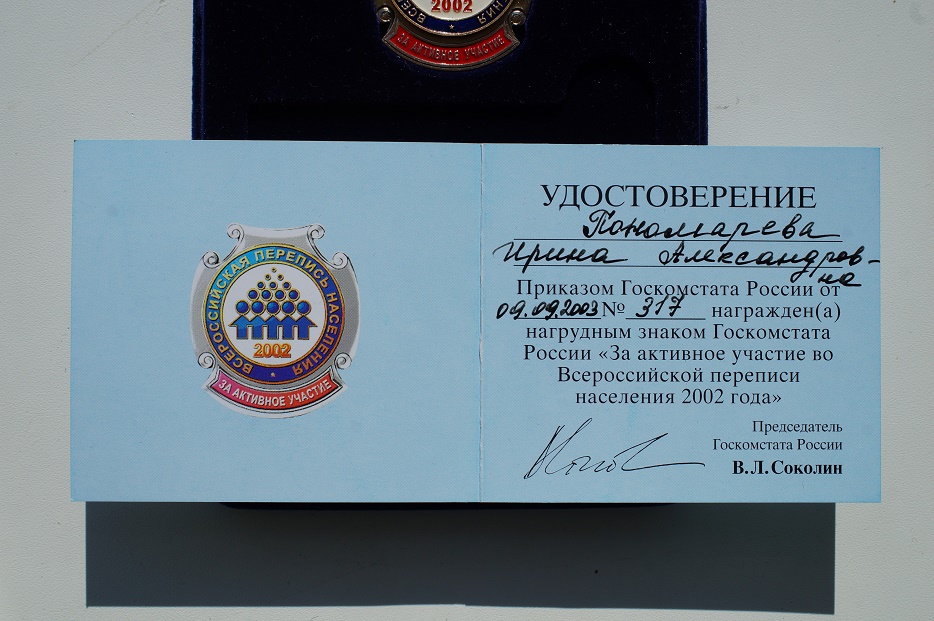 2002
ВСЕРОССИЙСКАЯ
ЗА АКТИВНОЕ УЧАСТИЕ
ВСЕРОССИЙСКАЯ ПЕРЕПИСЬ НАСЕЛЕНИЯ
2002
ЗА АКТИВНОЕ УЧАСТИЕ
УДОСТОВЕРЕНИЕ
Пономарева
Ирина Александров-
на
Приказом Госкомстата России от
09.09.2003 № 317 награжден(а)
нагрудным знаком Госкомстата
России «За активное участие во
Всероссийской переписи
населения 2002 года»
Председатель
Госкомстата России
В.Л.Соколин